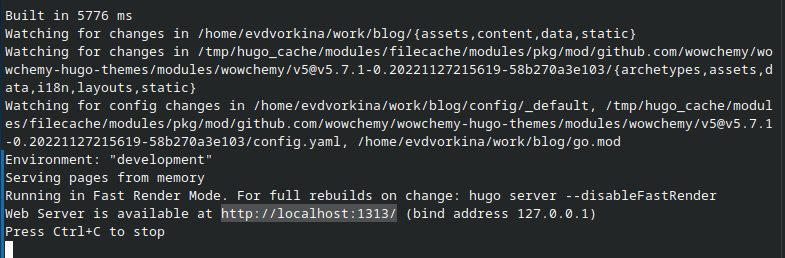 Built in 5776 ms
Watching for changes in /home/evdvorkina/work/blog/{assets,content,data,static}
Watching for changes in /tmp/hugo_cache/modules/filecache/modules/pkg/mod/github.com/wowchemy/wo
wchemy-hugo-themes/modules/wowchemy/v5@v5.7.1-0.20221127215619-58b270a3e103/{archetypes,assets,d
ata,i18n,layouts,static}
Watching for config changes in /home/evdvorkina/work/blog/config/_default, /tmp/hugo_cache/modul
es/filecache/modules/pkg/mod/github.com/wowchemy/wowchemy-hugo-themes/modules/wowchemy/v5@v5.7.1
-0.20221127215619-58b270a3e103/config.yaml, /home/evdvorkina/work/blog/go.mod
Environment: "development"
Serving pages from memory
Running in Fast Render Mode. For full rebuilds on change: hugo server --disableFastRender
Web Server is available at http://localhost:1313/ (bind address 127.0.0.1)
Press Ctrl+C to stop